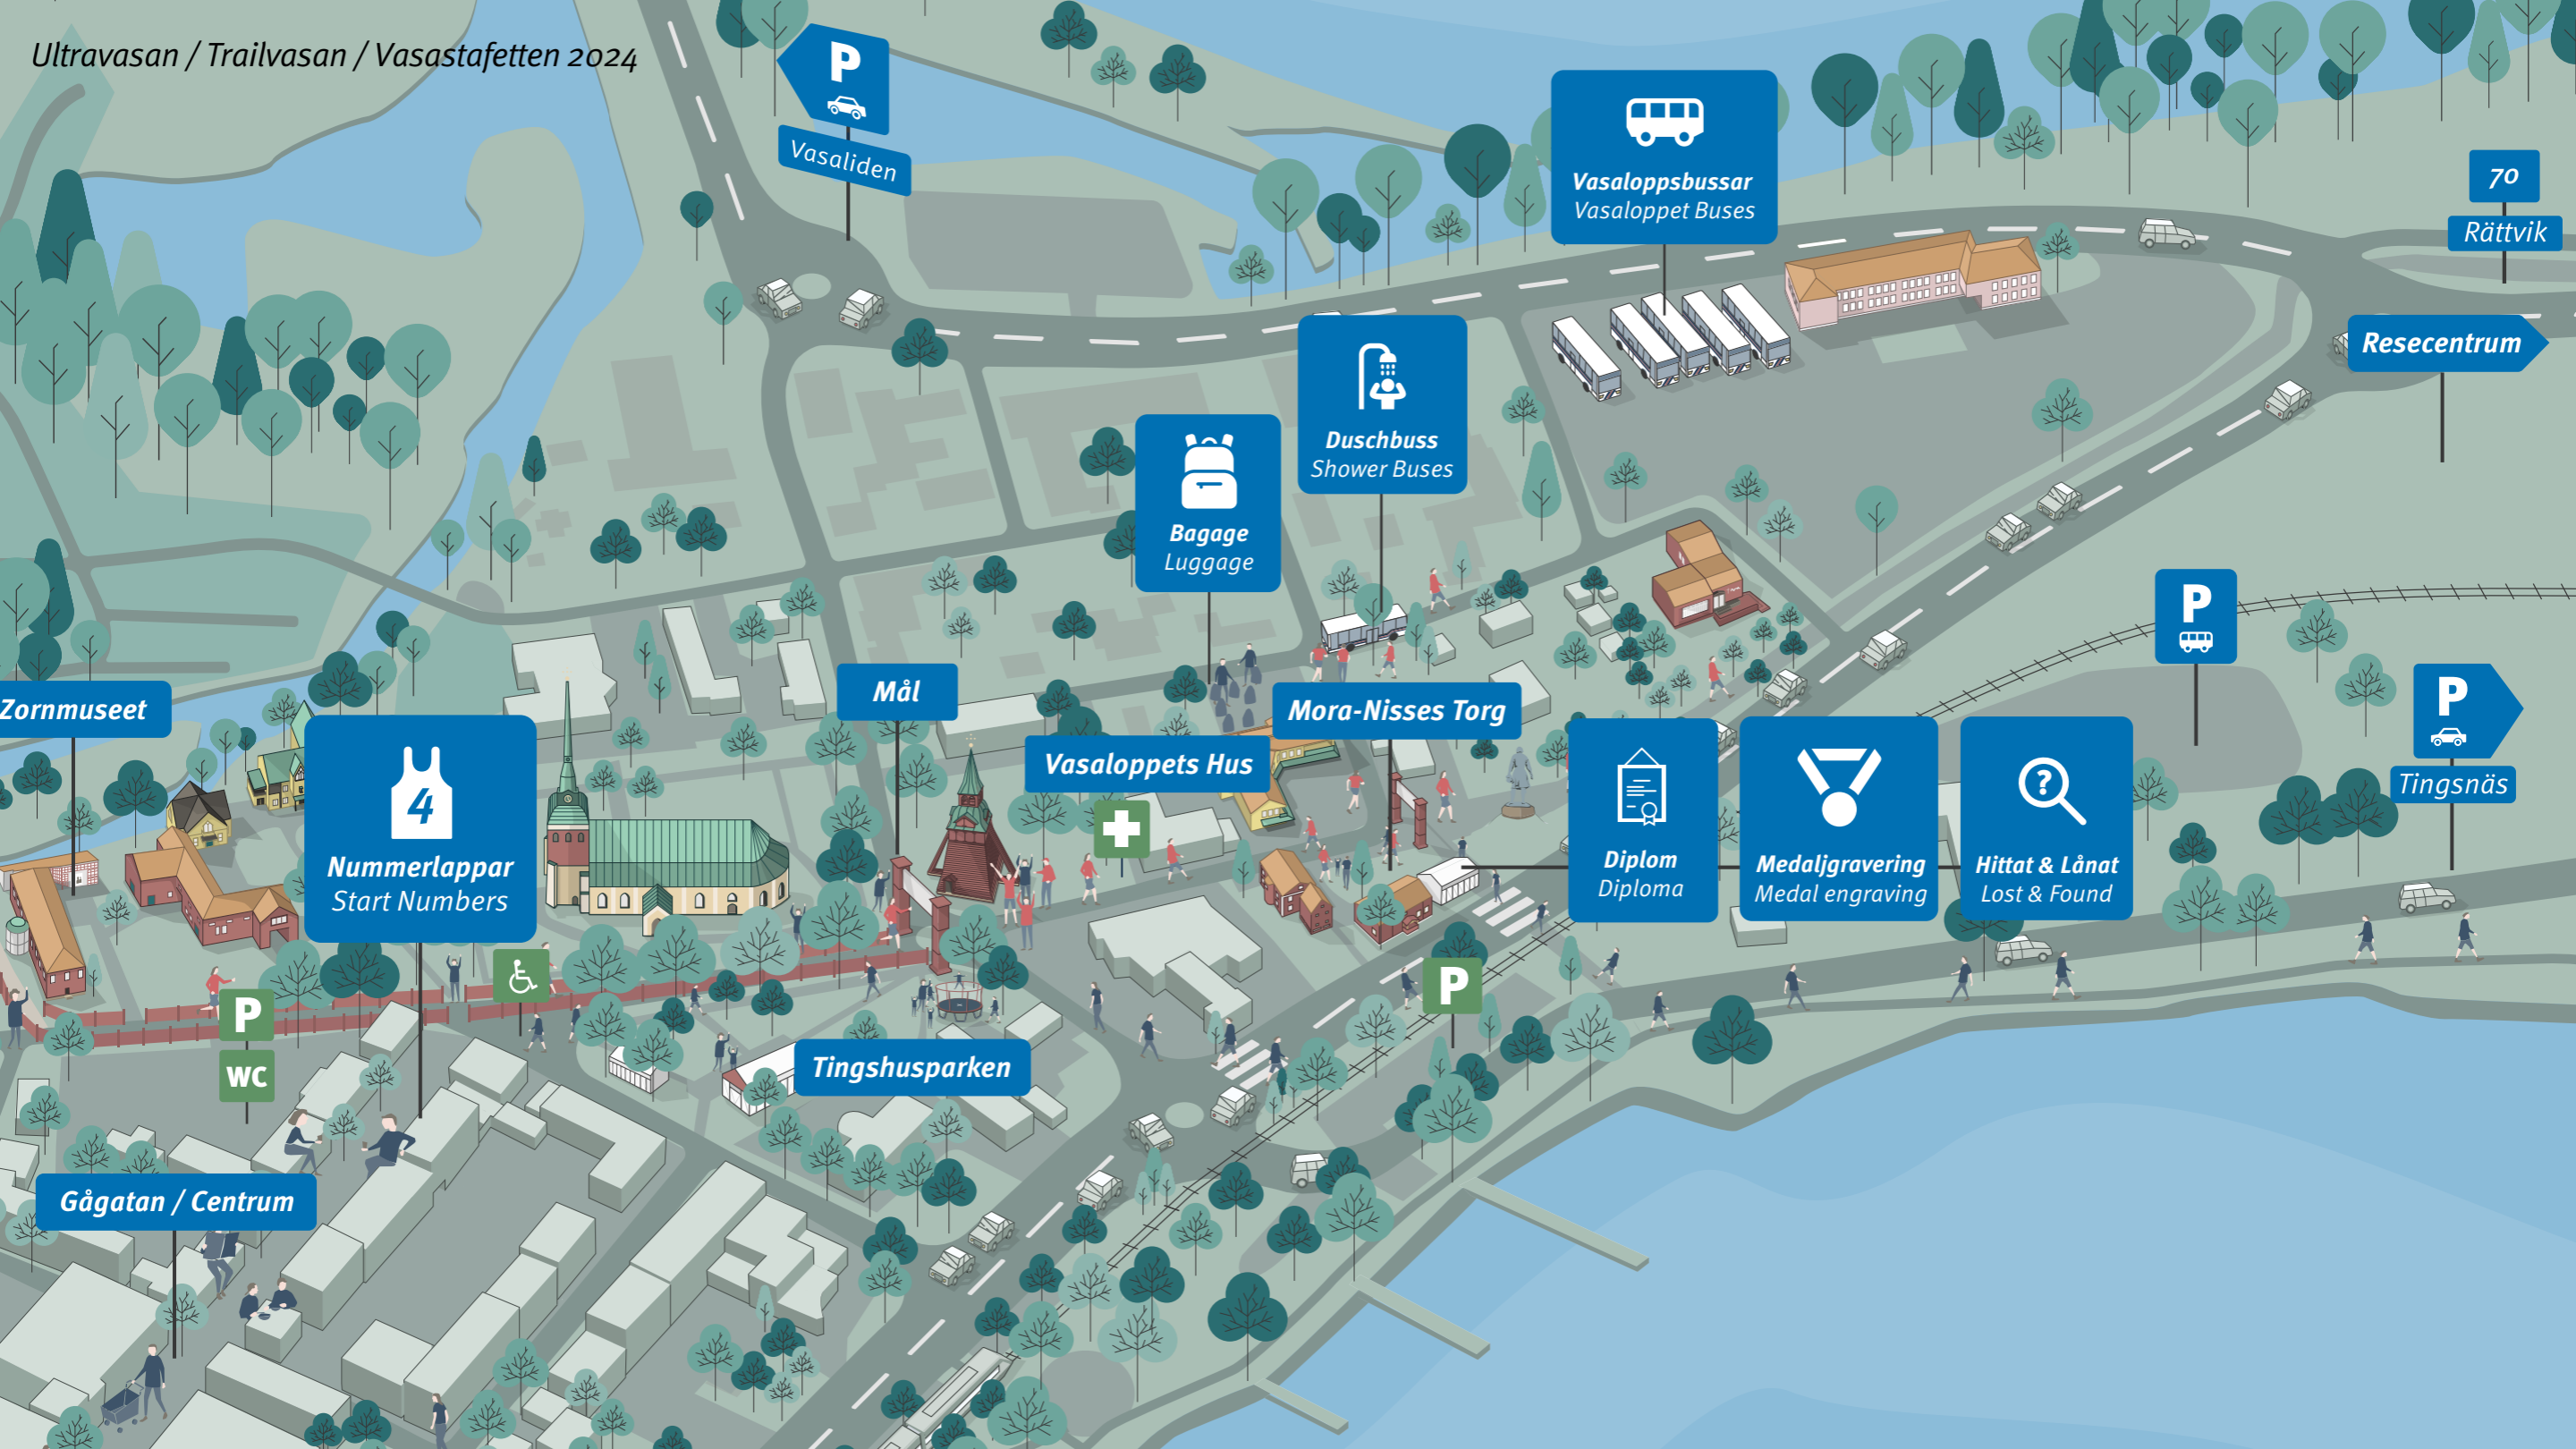 Ultravasan / Trailvasan / Vasastafetten 2024
P
Vasaliden
Vasaloppsbussar
Vasaloppet Buses
70
Rättvik
Resecentrum
Duschbuss
Shower Buses
Bagage
Luggage
P
P
Tingsnäs
Zornmuseet
Mål
Mora-Nisses Torg
Vasaloppets Hus
4
Nummerlappar
Start Numbers
Diplom
Diploma
Medaljgravering
Medal engraving
?
Hittat & Lånat
Lost & Found
P
WC
P
Tingshusparken
Gågatan / Centrum